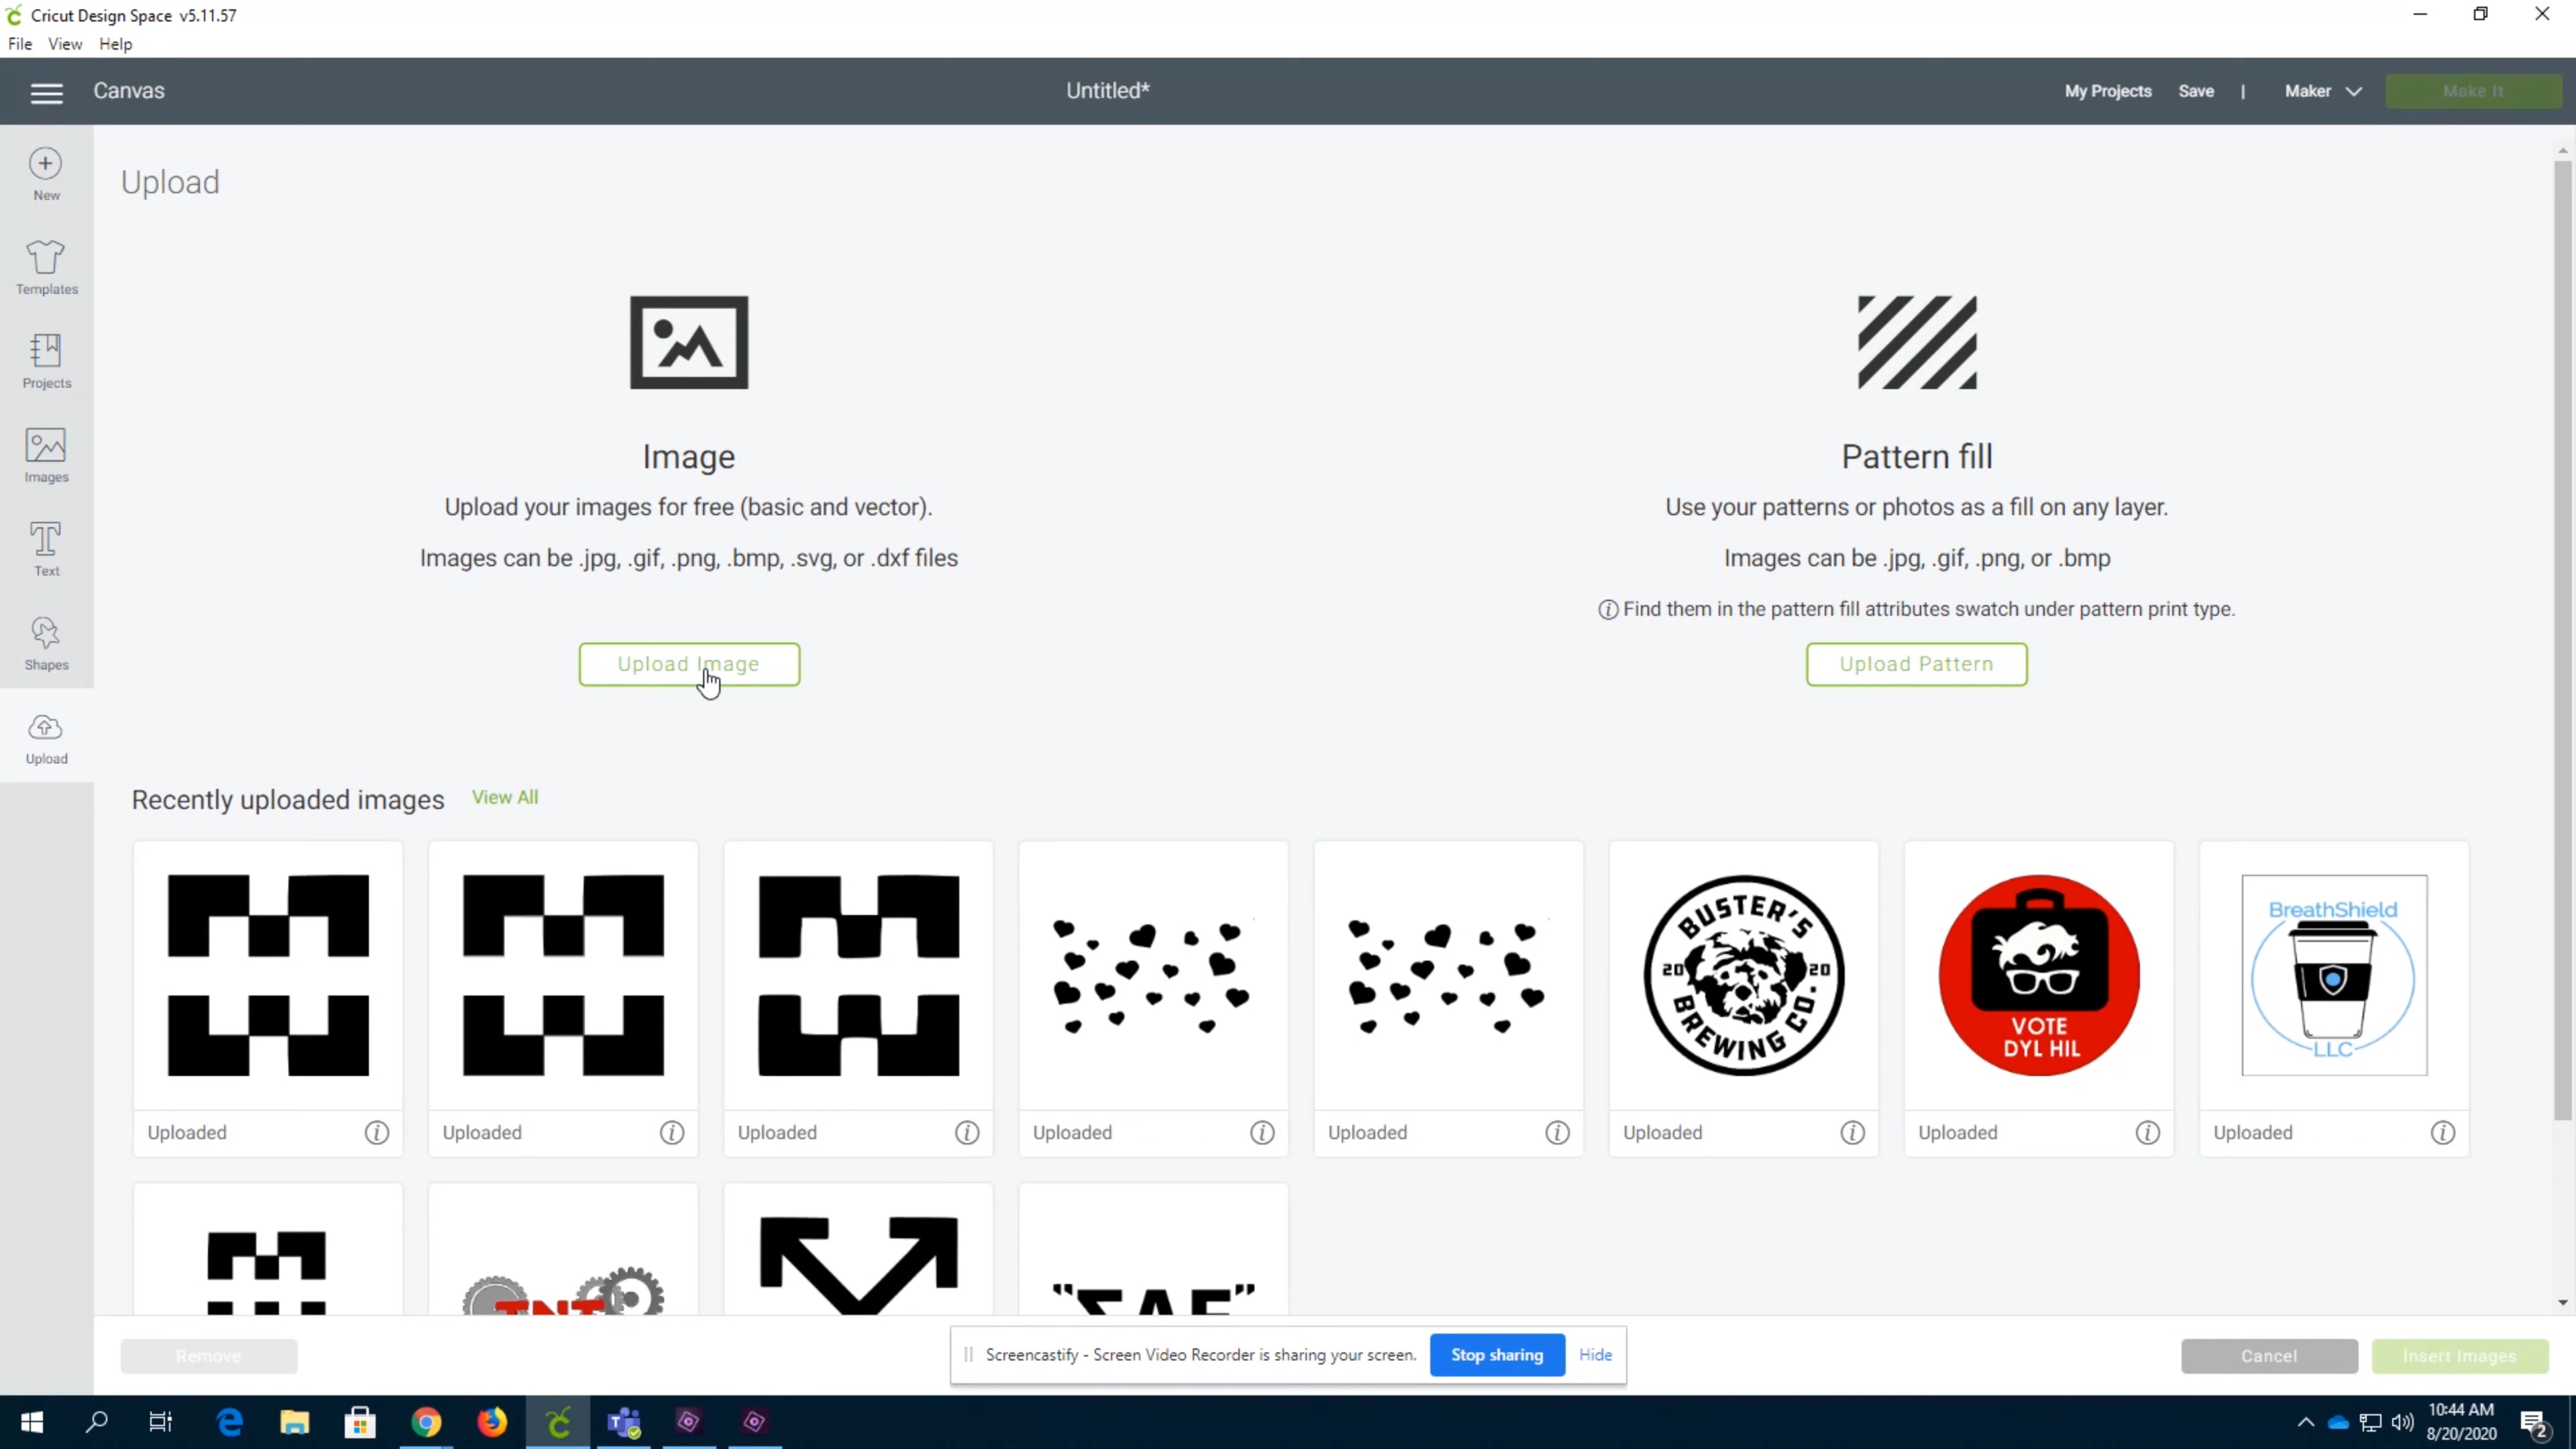 Cricut Design Space v5.11.57
File View Help
Canvas
Untitled*
My Projects Save | Maker Make It
New
Templates
Projects
Images
Text
Shapes
Upload
Upload
Image
Upload your images for free (basic and vector).
Images can be .jpg, .gif, .png, .bmp, .svg, or .dxf files
Upload Image
Pattern fill
Use your patterns or photos as a fill on any layer.
Images can be .jpg, .gif, .png, or .bmp
Find them in the pattern fill attributes swatch under pattern print type.
Upload Pattern
Recently uploaded images View All
BUSTER'S
20 20
BREWING CO.
VOTE
DYL HIL
BreathShield
LLC
Uploaded Uploaded Uploaded Uploaded Uploaded Uploaded Uploaded Uploaded
TNT
Remove
Screencastify - Screen Video Recorder is sharing your screen. Stop sharing Hide
Cancel Insert Images
10:44 AM
8/20/2020
2